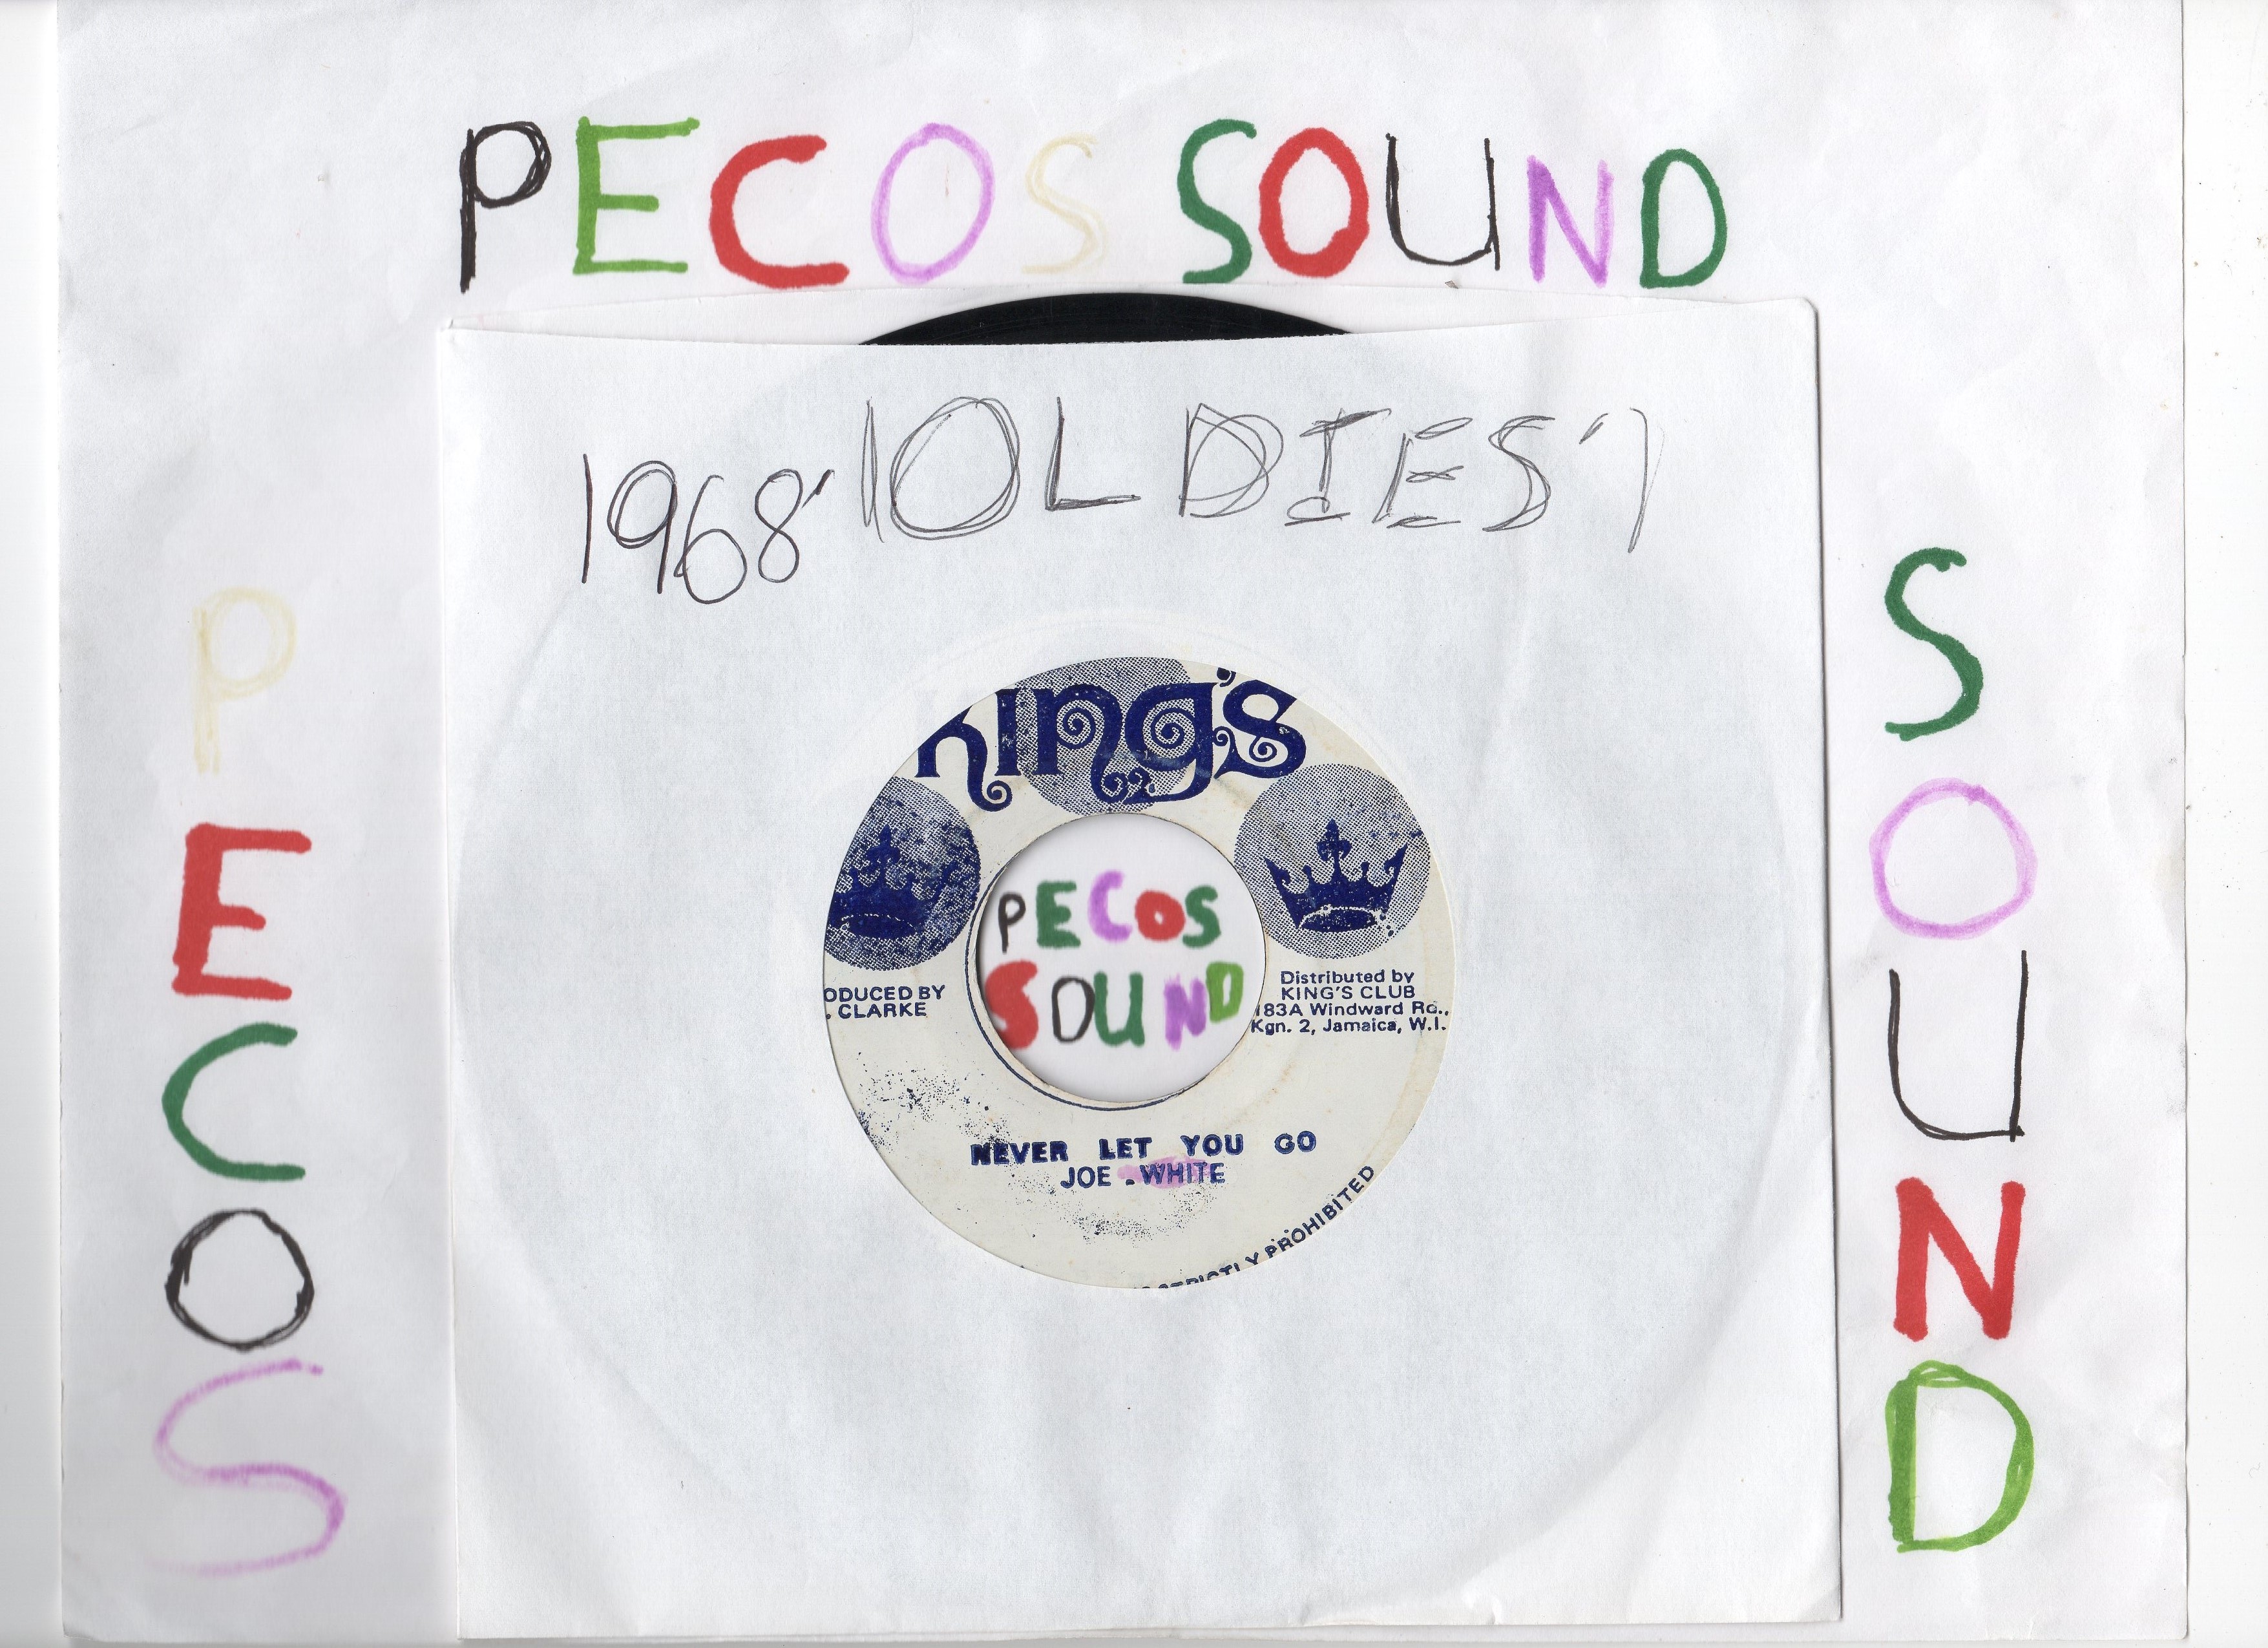 PECOS SOUND
1968' 'OLDIES'
King's
PECOS
SOUND
ODUCED BY
. CLARKE
Distributed by
KING'S CLUB
183A Windward Rd.,
Kgn. 2, Jamaica, W.I.
NEVER LET YOU GO
JOE . WHITE
STRICTLY PROHIBITED
PECOS
SOUND